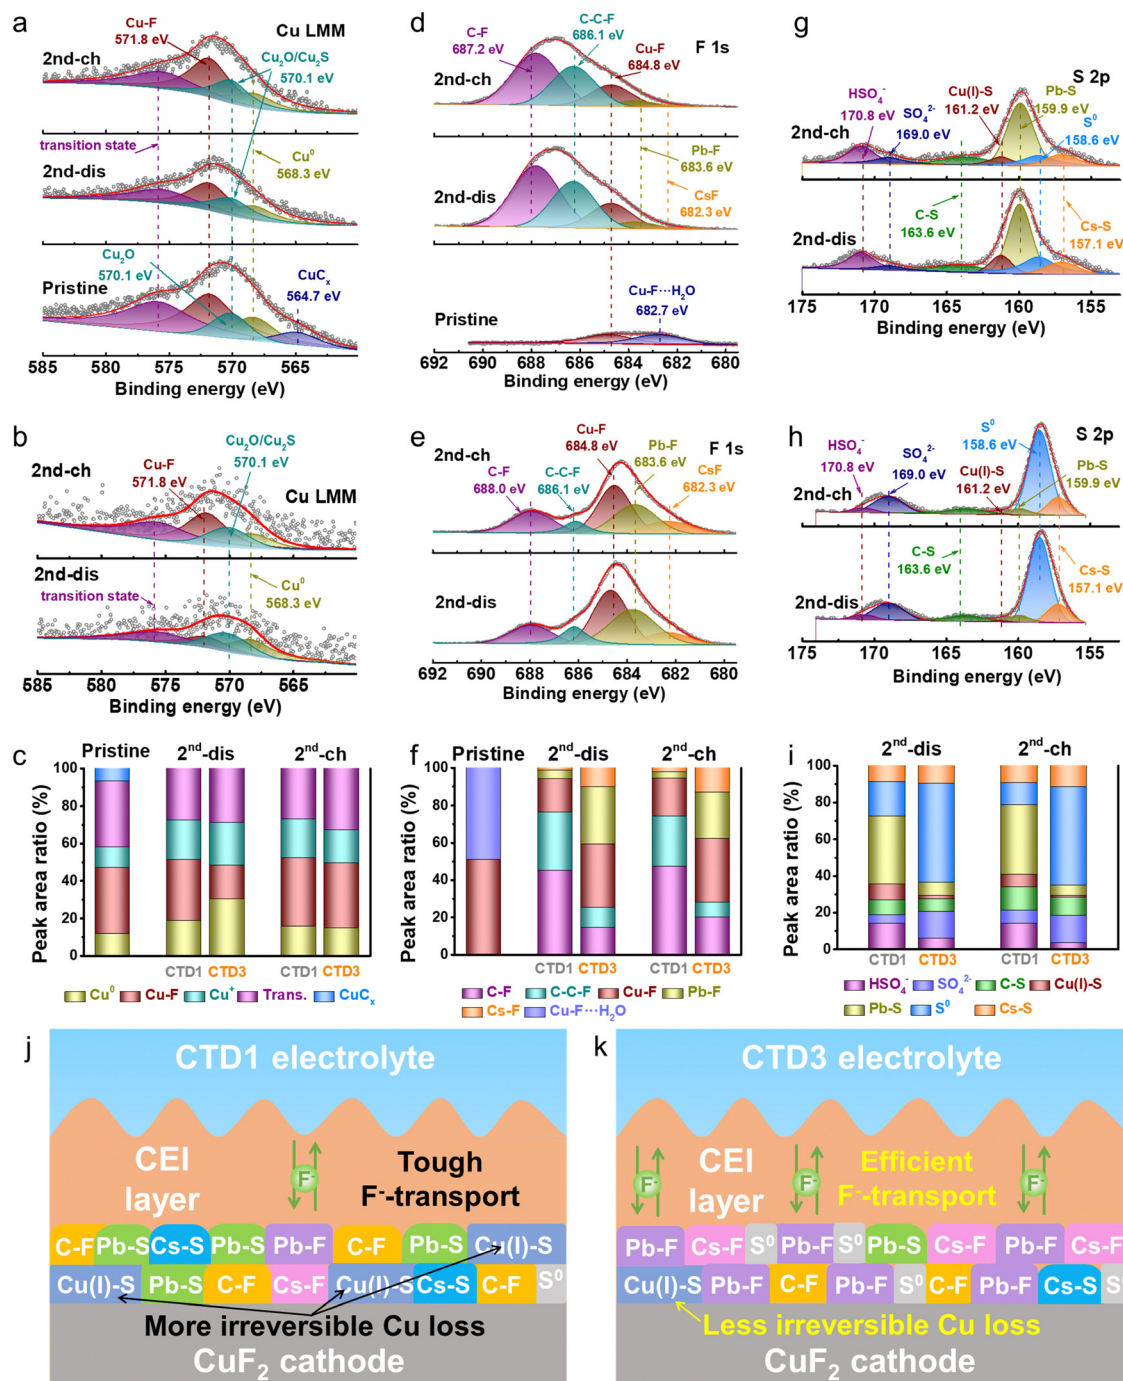 a
Cu LMM
2nd-ch
Cu-F
571.8 eV
Cu₂O/Cu₂S
570.1 eV
transition state
2nd-dis
Cu⁰
568.3 eV
Pristine
Cu₂O
570.1 eV
CuCₓ
564.7 eV
585 580 575 570 565
Binding energy (eV)
d
F 1s
C-F
687.2 eV
C-C-F
686.1 eV
Cu-F
684.8 eV
2nd-ch
Pb-F
683.6 eV
CsF
682.3 eV
2nd-dis
Cu-F···H₂O
682.7 eV
Pristine
692 690 688 686 684 682 680
Binding energy (eV)
g
S 2p
HSO₄⁻
170.8 eV
SO₄²⁻
169.0 eV
Cu(I)-S
161.2 eV
Pb-S
159.9 eV
S⁰
158.6 eV
2nd-ch
C-S
163.6 eV
Cs-S
157.1 eV
2nd-dis
175 170 165 160 155
Binding energy (eV)
b
Cu LMM
2nd-ch
Cu-F
571.8 eV
Cu₂O/Cu₂S
570.1 eV
2nd-dis
transition state
Cu⁰
568.3 eV
585 580 575 570 565
Binding energy (eV)
e
F 1s
2nd-ch
C-F
688.0 eV
C-C-F
686.1 eV
Cu-F
684.8 eV
Pb-F
683.6 eV
CsF
682.3 eV
2nd-dis
692 690 688 686 684 682 680
Binding energy (eV)
h
S 2p
HSO₄⁻
170.8 eV
SO₄²⁻
169.0 eV
S⁰
158.6 eV
Cu(I)-S
161.2 eV
Pb-S
159.9 eV
2nd-ch
C-S
163.6 eV
Cs-S
157.1 eV
2nd-dis
175 170 165 160 155
Binding energy (eV)
c
Pristine 2ⁿᵈ-dis 2ⁿᵈ-ch
Peak area ratio (%)
100
80
60
40
20
0
CTD1 CTD3 CTD1 CTD3
Cu⁰ Cu-F Cu⁺ Trans. CuCₓ
f
Pristine 2ⁿᵈ-dis 2ⁿᵈ-ch
Peak area ratio (%)
100
80
60
40
20
0
CTD1 CTD3 CTD1 CTD3
C-F C-C-F Cu-F Pb-F
Cs-F Cu-F···H₂O
i
2ⁿᵈ-dis 2ⁿᵈ-ch
Peak area ratio (%)
100
80
60
40
20
0
CTD1 CTD3 CTD1 CTD3
HSO₄⁻ SO₄²⁻ C-S Cu(I)-S
Pb-S S⁰ Cs-S
j
CTD1 electrolyte
CEI
layer
F⁻
Tough
F⁻-transport
C-F Pb-S Cs-S Pb-S Pb-F C-F Pb-S Cu(I)-S
Cu(I)-S Pb-S C-F Cs-F Cu(I)-S Cs-S C-F S⁰
More irreversible Cu loss
CuF₂ cathode
k
CTD3 electrolyte
F⁻
CEI
layer
F⁻
Efficient
F⁻-transport
F⁻
Pb-F Cs-F S⁰ Pb-F S⁰ Pb-S Cs-F Pb-F Cs-F
Cu(I)-S Pb-F C-F Pb-F S⁰ C-F Pb-F Cs-S S⁰
Less irreversible Cu loss
CuF₂ cathode